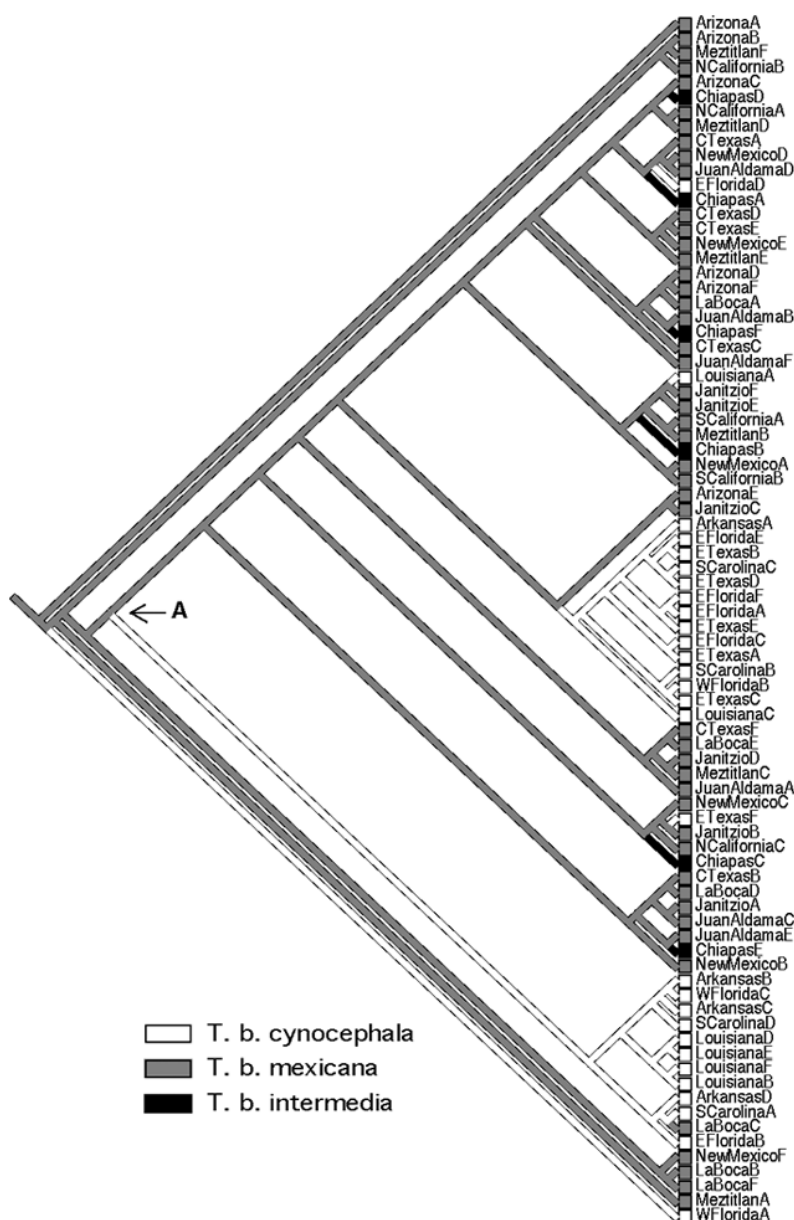 ArizonaA
ArizonaB
MeztitlanF
NCaliforniaB
ArizonaC
ChiapasD
NCaliforniaA
MeztitlanD
CTexasA
NewMexicoD
JuanAldamaD
EFloridaD
ChiapasA
CTexasD
CTexasE
NewMexicoE
MeztitlanE
ArizonaD
ArizonaF
LaBocaA
JuanAldamaB
ChiapasF
CTexasC
JuanAldamaF
LouisianaA
JanitzioF
JanitzioE
SCaliforniaA
MeztitlanB
ChiapasB
NewMexicoA
SCaliforniaB
ArizonaE
JanitzioC
ArkansasA
EFloridaE
ETexasB
SCarolinaC
ETexasD
EFloridaF
EFloridaA
ETexasE
EFloridaC
ETexasA
SCarolinaB
WFloridaB
ETexasC
LouisianaC
CTexasF
LaBocaE
JanitzioD
MeztitlanC
JuanAldamaA
NewMexicoC
ETexasF
JanitzioB
NCaliforniaC
ChiapasC
CTexasB
LaBocaD
JanitzioA
JuanAldamaC
JuanAldamaE
ChiapasE
NewMexicoB
ArkansasB
WFloridaC
ArkansasC
SCarolinaD
LouisianaD
LouisianaE
LouisianaF
LouisianaB
ArkansasD
SCarolinaA
LaBocaC
EFloridaB
NewMexicoF
LaBocaB
LaBocaF
MeztitlanA
WFloridaA
A
T. b. cynocephala
T. b. mexicana
T. b. intermedia